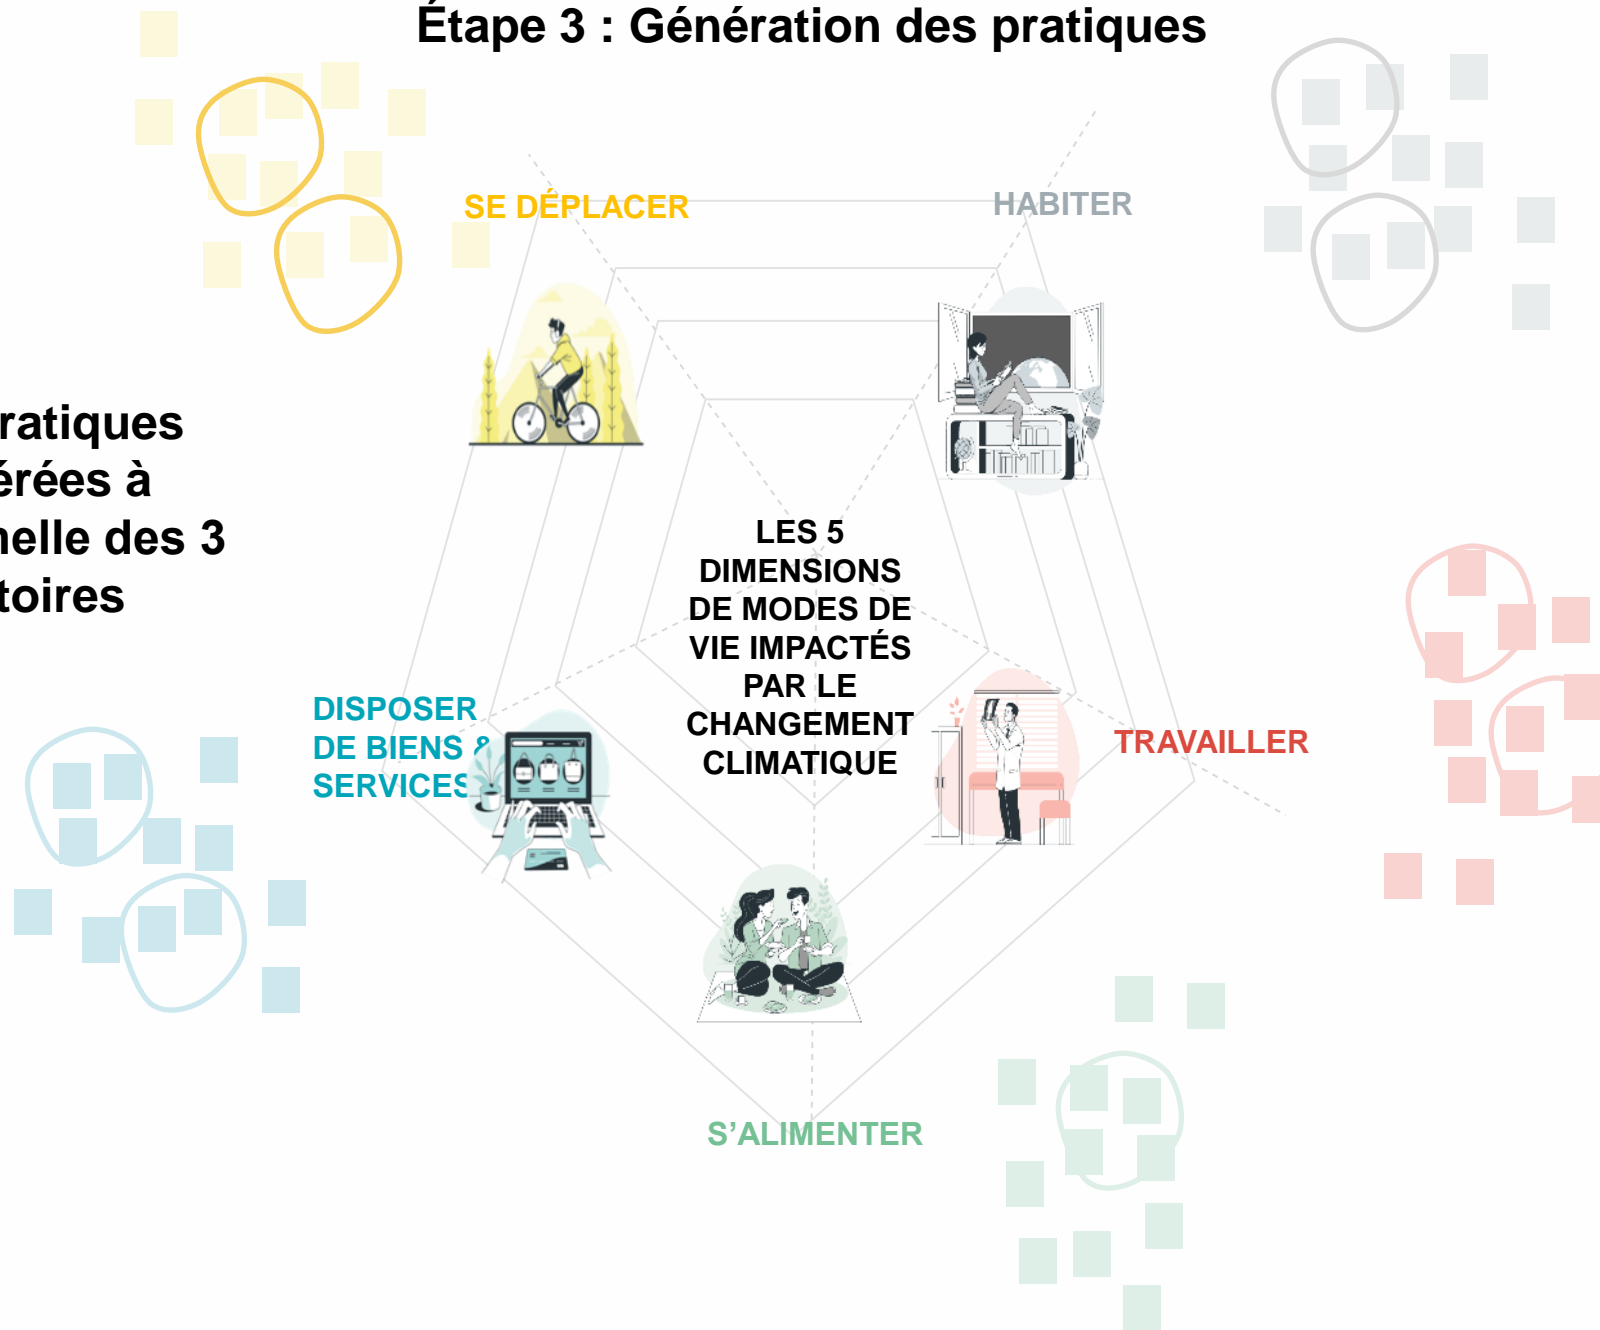 Étape 3 : Génération des pratiques
SE DÉPLACER
HABITER
ratiques
érées à
elle des 3
toires
LES 5
DIMENSIONS
DE MODES DE
VIE IMPACTÉS
PAR LE
CHANGEMENT
CLIMATIQUE
DISPOSER
DE BIENS &
SERVICES
TRAVAILLER
S’ALIMENTER